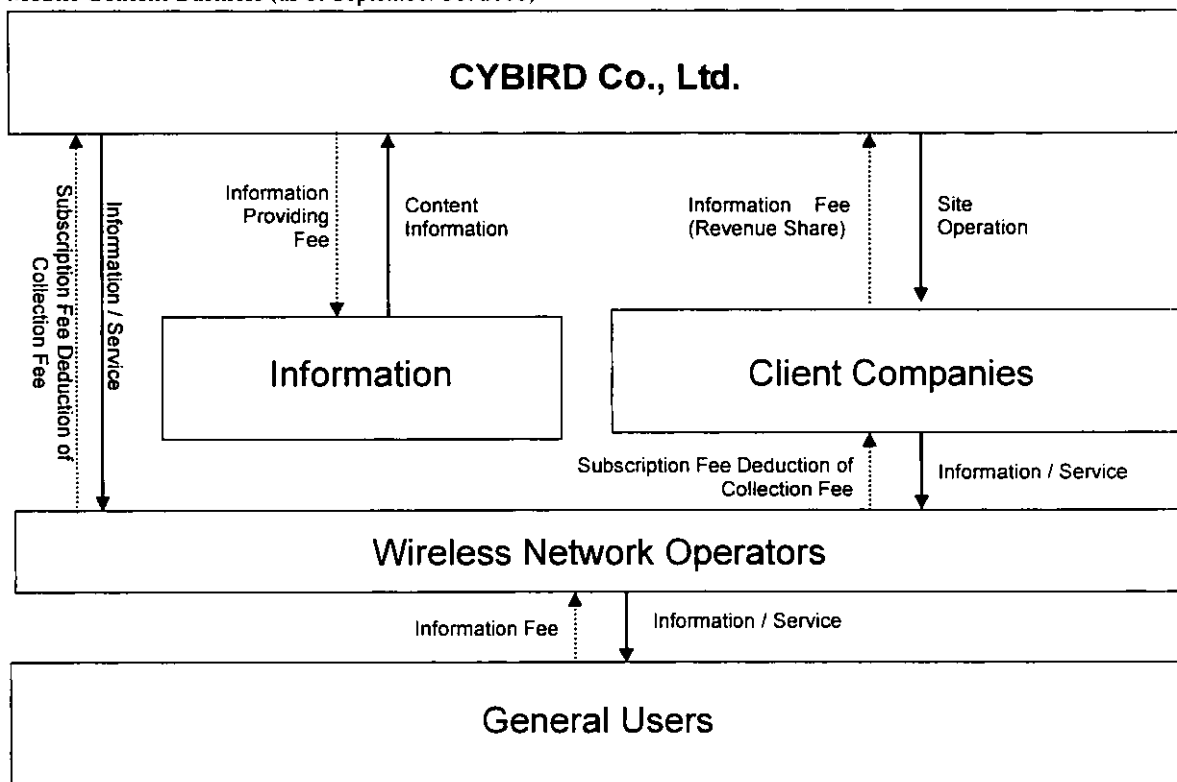 CYBIRD Co., Ltd.
Subscription Fee Deduction of
Collection Fee
Information / Service
Information
Providing
Fee
Content
Information
Information Fee
(Revenue Share)
Site
Operation
Information
Client Companies
Subscription Fee Deduction of
Collection Fee
Information / Service
Wireless Network Operators
Information Fee
Information / Service
General Users